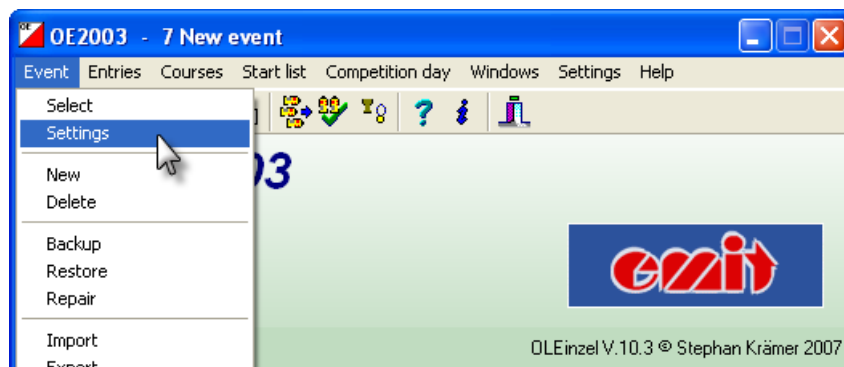 OE2003 - 7 New event
Event Entries Courses Start list Competition day Windows Settings Help
Select
Settings
03
New
Delete
Backup
Restore
Repair
emit
Import
OLEinzel V.10.3 © Stephan Krämer 2007
Export